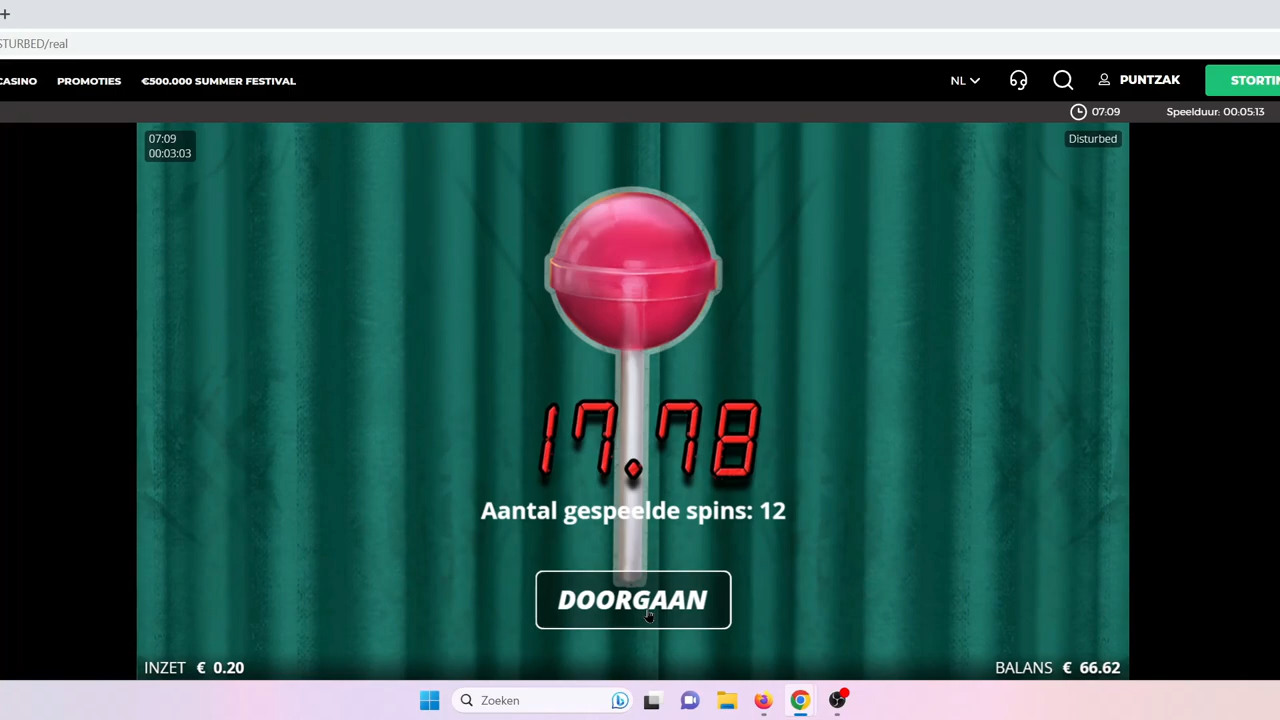 STURBED/real
CASINO PROMOTIES €500.000 SUMMER FESTIVAL NL PUNTZAK STORTIN
07:09 Speelduur: 00:05:13
07:09
00:03:03
Disturbed
17.78
Aantal gespeelde spins: 12
DOORGAAN
INZET € 0.20 BALANS € 66.62
Zoeken